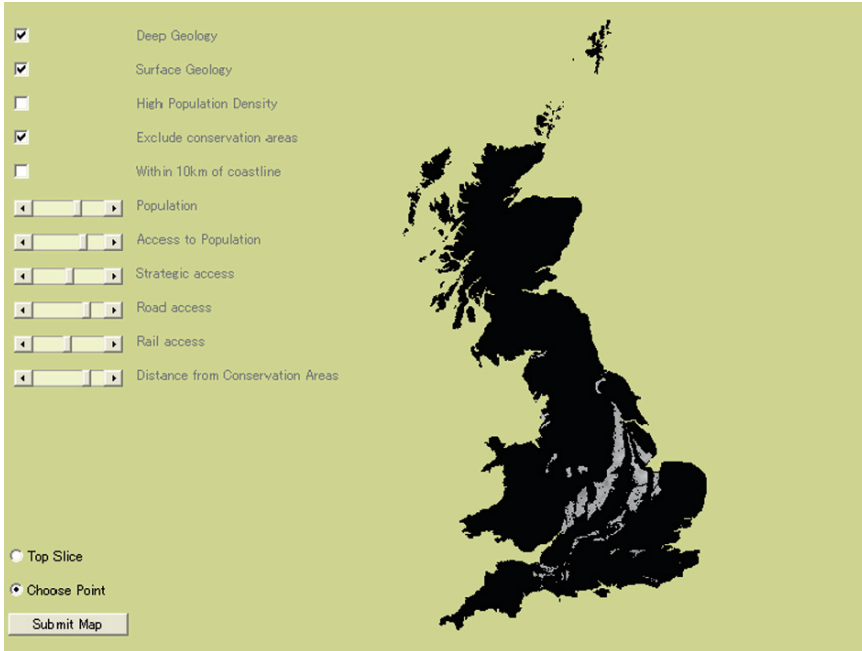 Deep Geology
Surface Geology
High Population Density
Exclude conservation areas
Within 10km of coastline
Population
Access to Population
Strategic access
Road access
Rail access
Distance from Conservation Areas
Top Slice
Choose Point
Submit Map